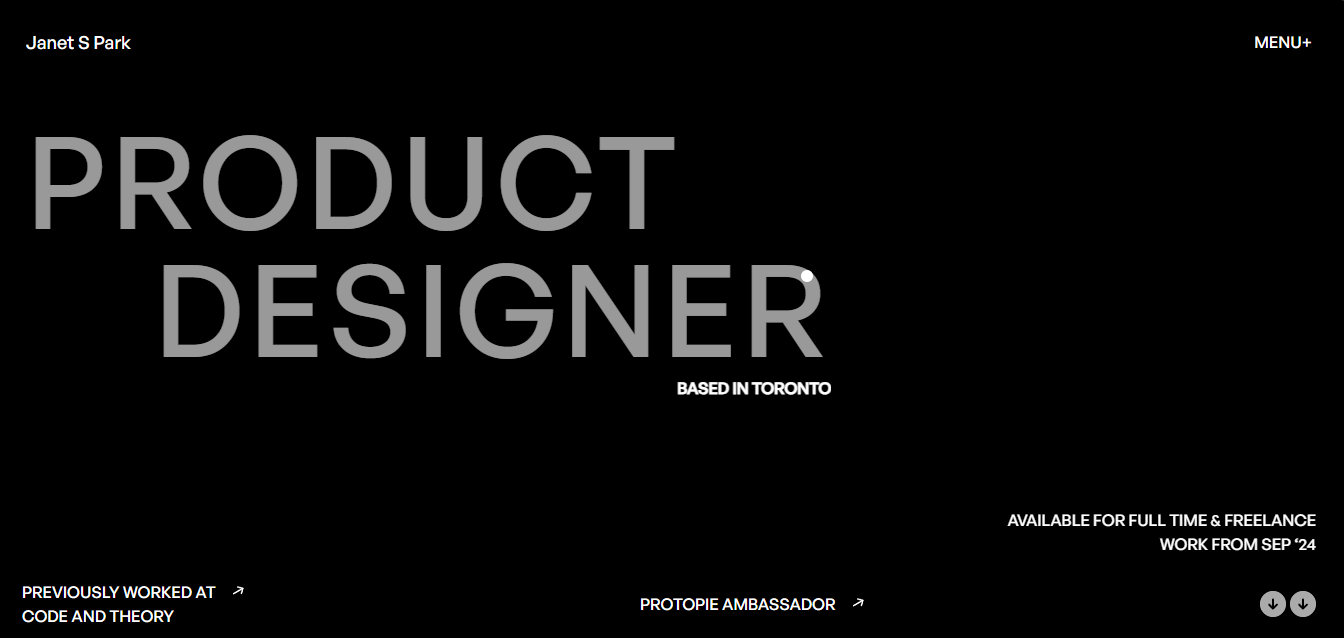 Janet S Park
MENU+
PRODUCT
DESIGNER
BASED IN TORONTO
AVAILABLE FOR FULL TIME & FREELANCE
WORK FROM SEP ‘24
PREVIOUSLY WORKED AT
CODE AND THEORY
PROTOPIE AMBASSADOR